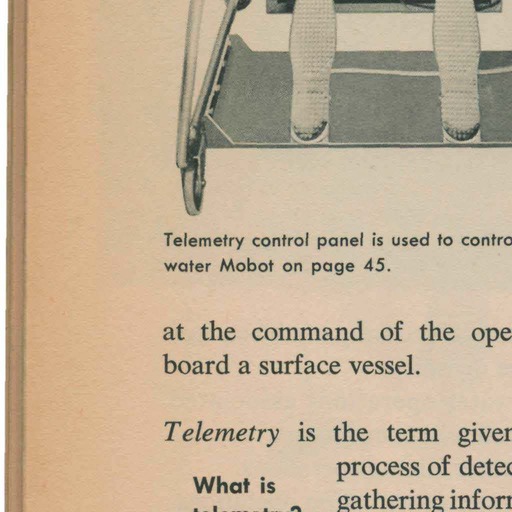 Telemetry control panel is used to contro
water Mobot on page 45.
at the command of the ope
board a surface vessel.
Telemetry is the term given
process of detec
What is
gathering inform
telemetry?